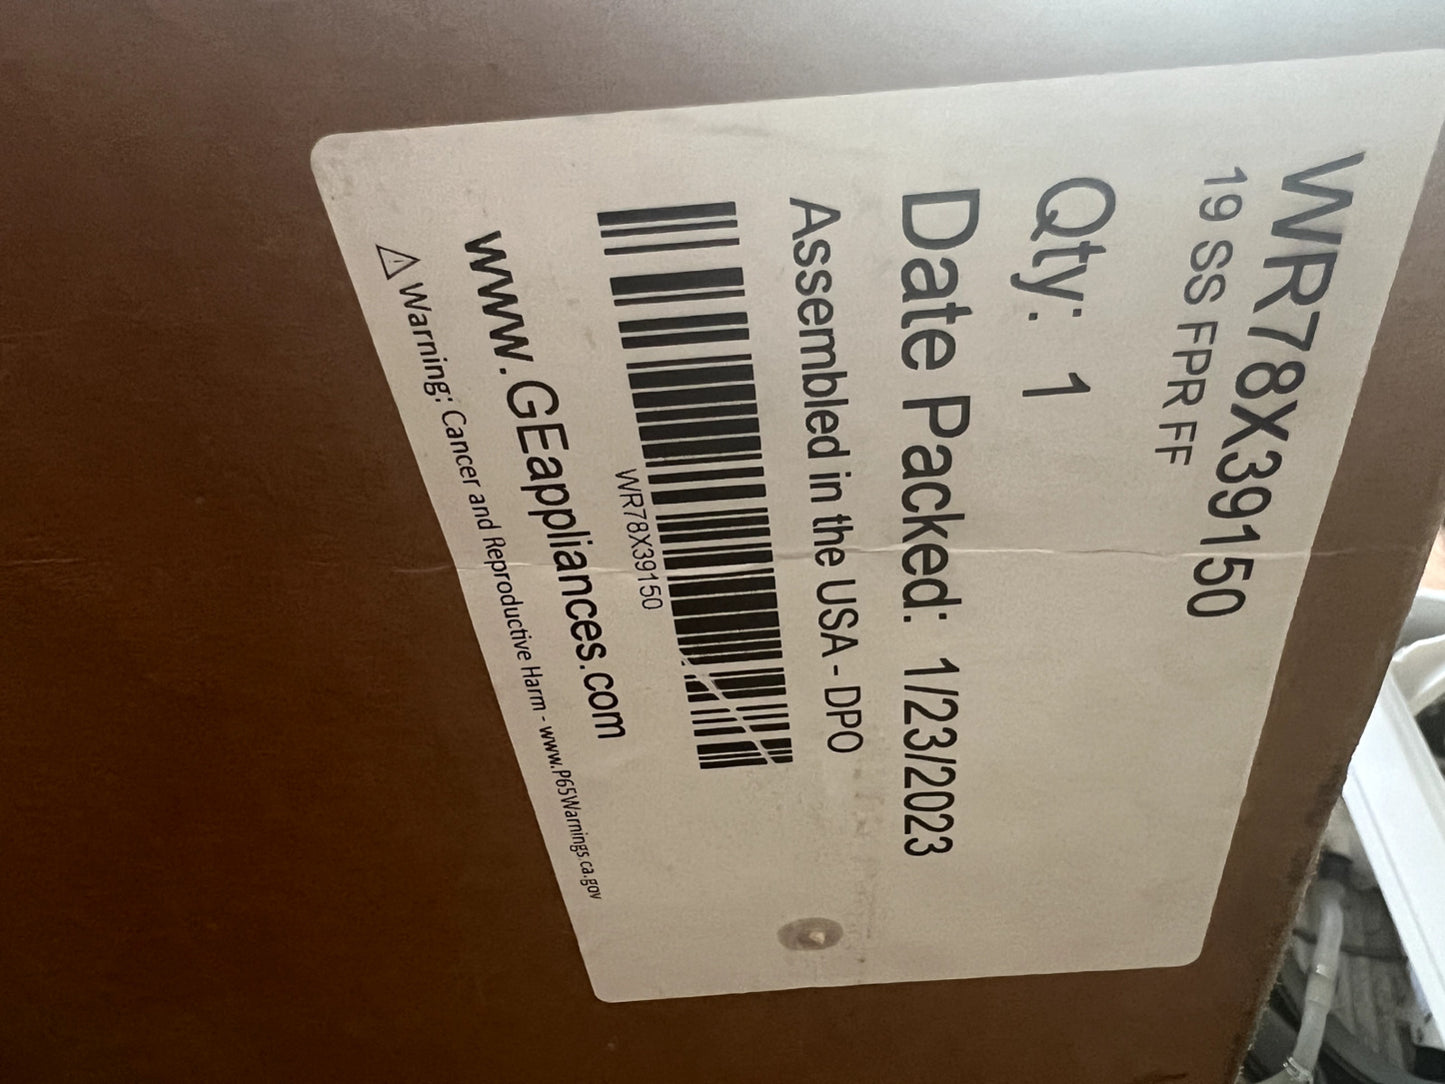 WR78X39150
19 SS FPR FF
Qty: 1
Date Packed: 1/23/2023
Assembled in the USA - DPO
WR78X39150
www.GEappliances.com
⚠ Warning: Cancer and Reproductive Harm - www.P65Warnings.ca.gov